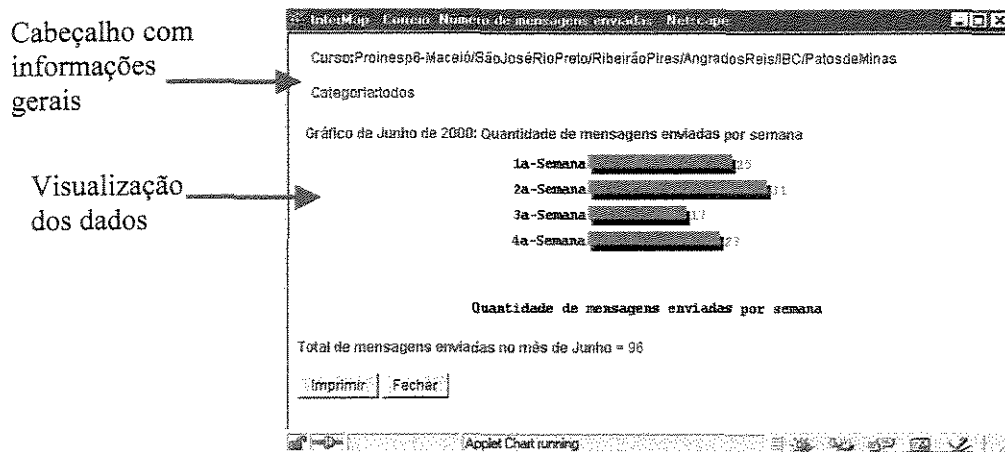 Cabeçalho com
informações
gerais
Visualização
dos dados
InterMap - Correio: Número de mensagens enviadas - Netscape
Curso:Proinesp6-Maceió/SãoJoséRioPreto/RibeirãoPires/AngradosReis/IBC/PatosdeMinas
Categoria:todos
Gráfico de Junho de 2000: Quantidade de mensagens enviadas por semana
1a-Semana 25
2a-Semana 31
3a-Semana 17
4a-Semana 23
Quantidade de mensagens enviadas por semana
Total de mensagens enviadas no mês de Junho = 96
Imprimir Fechar
Applet Chart running